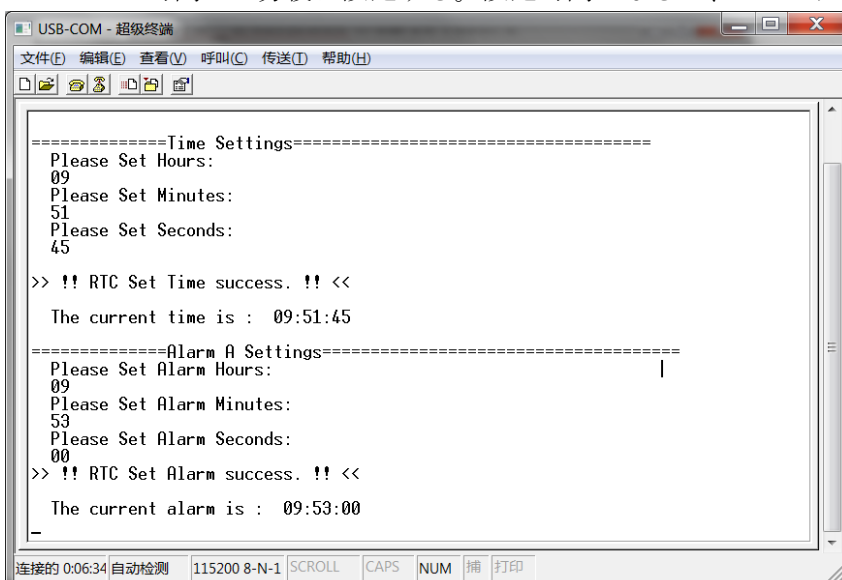 USB-COM - 超级终端
文件(F) 编辑(E) 查看(V) 呼叫(C) 传送(T) 帮助(H)
==============Time Settings=====================================
Please Set Hours:
09
Please Set Minutes:
51
Please Set Seconds:
45
>> !! RTC Set Time success. !! <<
The current time is : 09:51:45
==============Alarm A Settings=====================================
Please Set Alarm Hours:
09
Please Set Alarm Minutes:
53
Please Set Alarm Seconds:
00
>> !! RTC Set Alarm success. !! <<
The current alarm is : 09:53:00
连接的 0:06:34 自动检测 115200 8-N-1 SCROLL CAPS NUM 捕 打印